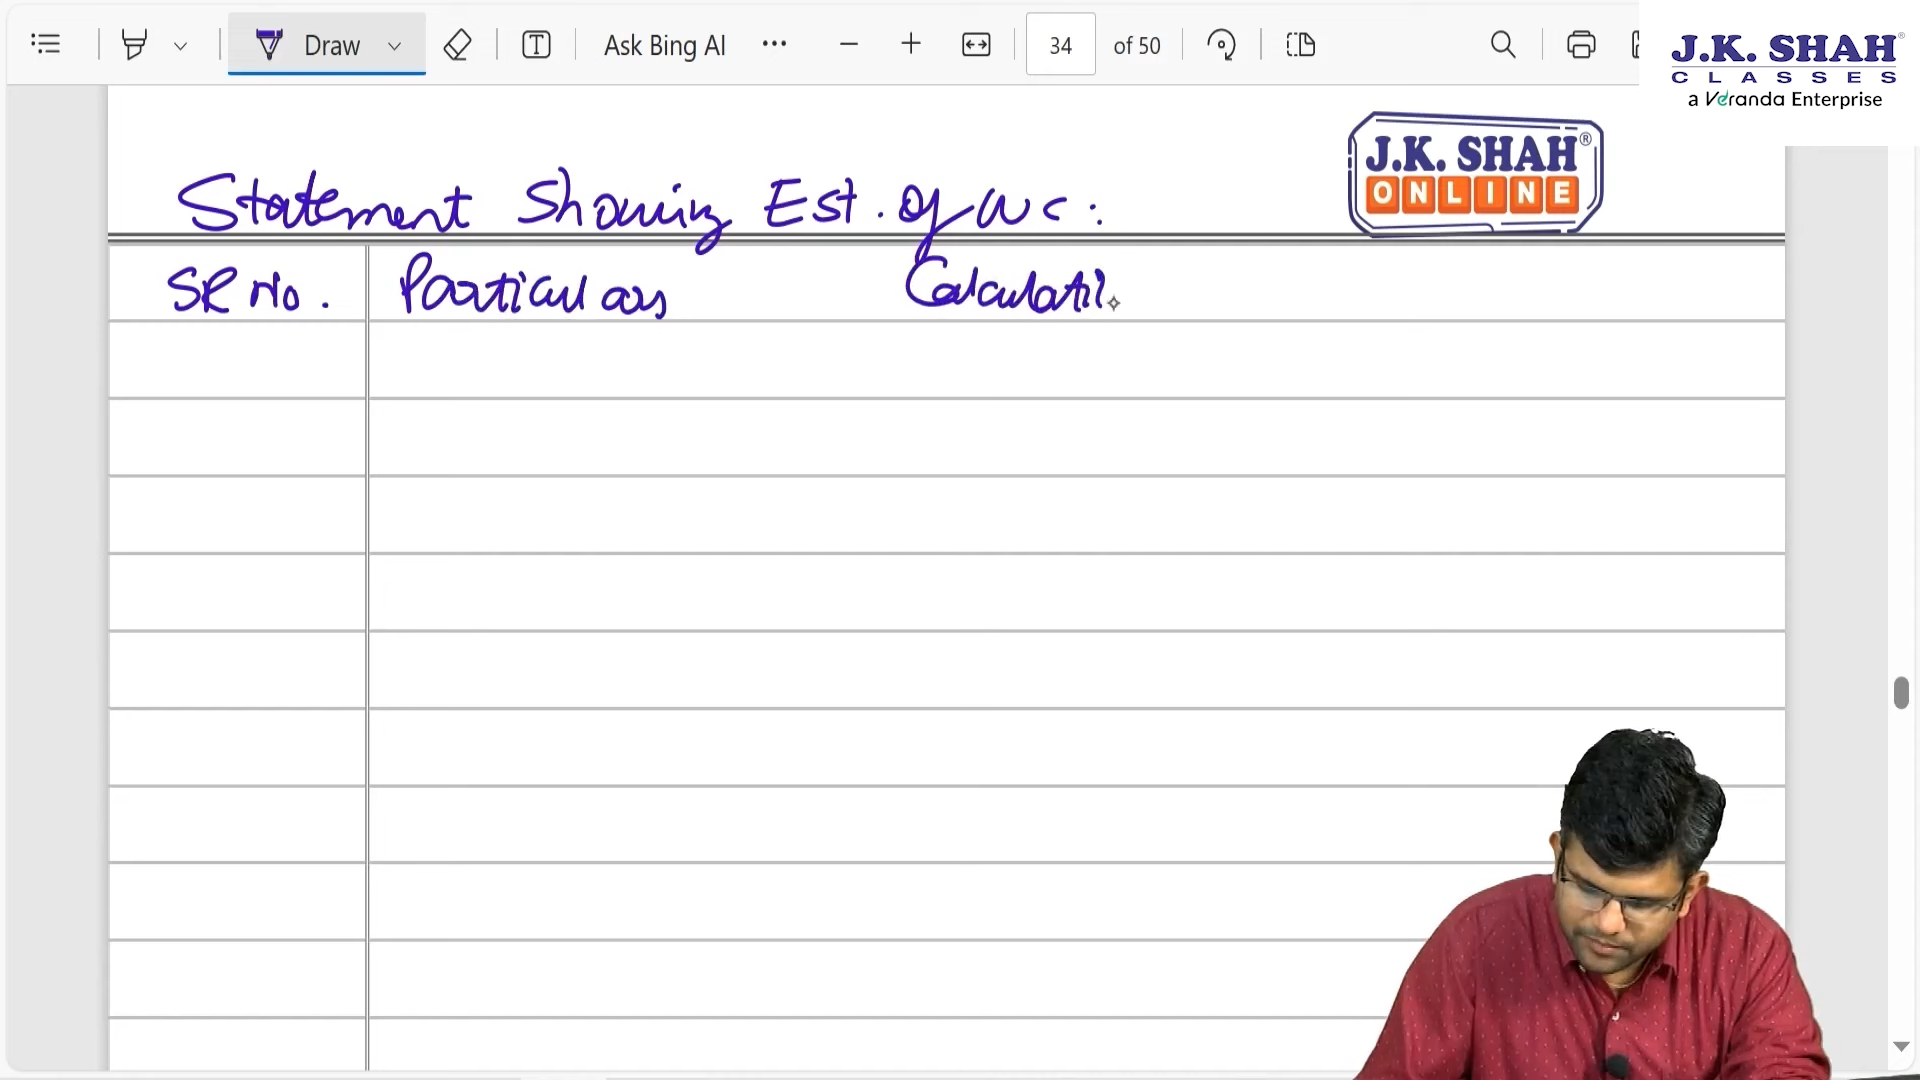 Draw
Ask Bing AI
34 of 50
J.K. SHAH®
CLASSES
a Veranda Enterprise
J.K. SHAH®
ONLINE
Statement Showing Est. of WC:
SR No. Particulars Calculati